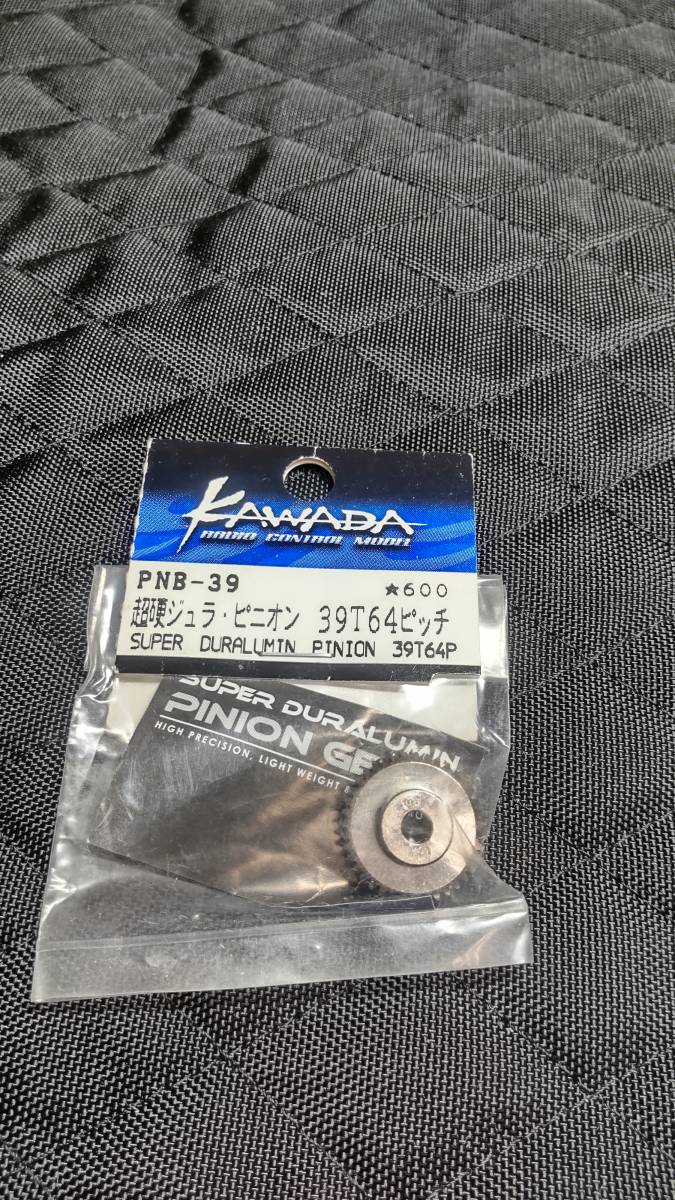 KAWADA
RADIO CONTROL MODEL
PNB-39 ★600
超硬ジュラ・ピニオン 39T64ピッチ
SUPER DURALUMIN PINION 39T64P
SUPER DURALUMIN
PINION
HIGH PRECISION, LIGHT WEIGHT &